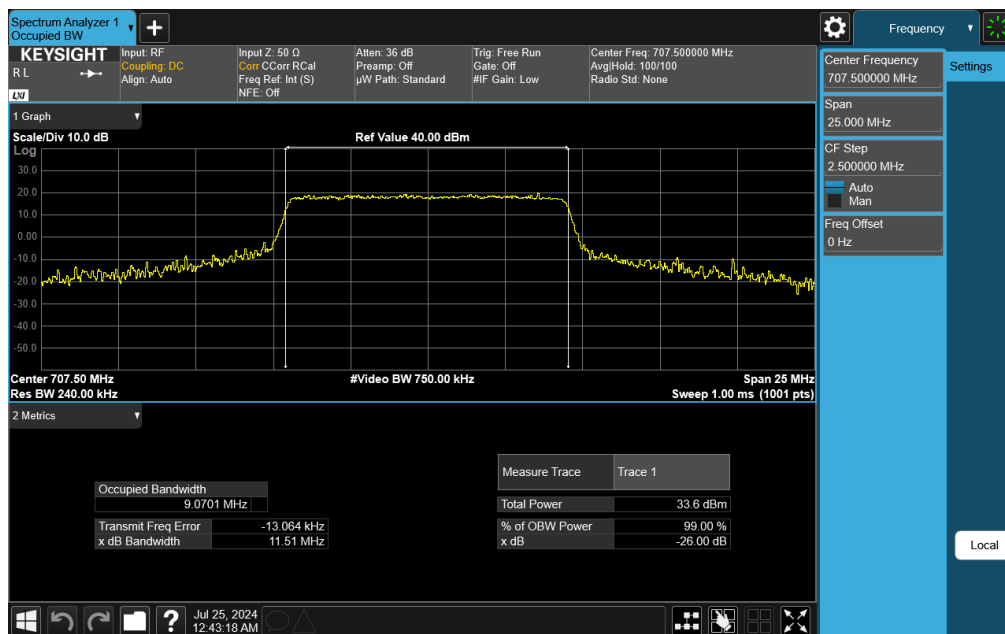 Spectrum Analyzer 1
Occupied BW
KEYSIGHT
R L
LXI
Input: RF
Coupling: DC
Align: Auto
Input Z: 50 Ω
Corr CCorr RCal
Freq Ref: Int (S)
NFE: Off
Atten: 36 dB
Preamp: Off
µW Path: Standard
Trig: Free Run
Gate: Off
#IF Gain: Low
Center Freq: 707.500000 MHz
Avg|Hold: 100/100
Radio Std: None
Frequency
Settings
Center Frequency
707.500000 MHz
Span
25.000 MHz
CF Step
2.500000 MHz
Auto
Man
Freq Offset
0 Hz
Local
1 Graph
Scale/Div 10.0 dB
Ref Value 40.00 dBm
Log
30.0
20.0
10.0
0.00
-10.0
-20.0
-30.0
-40.0
-50.0
Center 707.50 MHz
#Video BW 750.00 kHz
Span 25 MHz
Res BW 240.00 kHz
Sweep 1.00 ms (1001 pts)
2 Metrics
Measure Trace Trace 1
Occupied Bandwidth
9.0701 MHz
Total Power 33.6 dBm
Transmit Freq Error -13.064 kHz
% of OBW Power 99.00 %
x dB Bandwidth 11.51 MHz
x dB -26.00 dB
?
Jul 25, 2024
12:43:18 AM